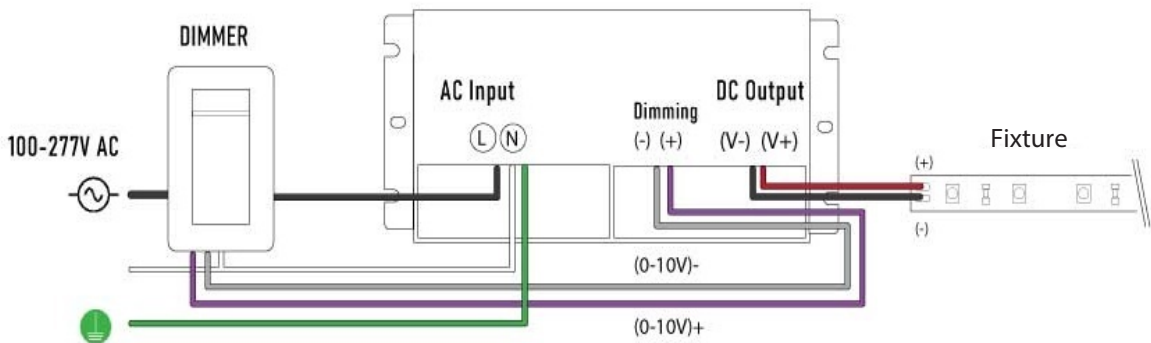 DIMMER
100-277V AC
AC Input
L N
Dimming
(-) (+)
DC Output
(V-) (V+)
Fixture
(+)
(-)
(0-10V)-
(0-10V)+